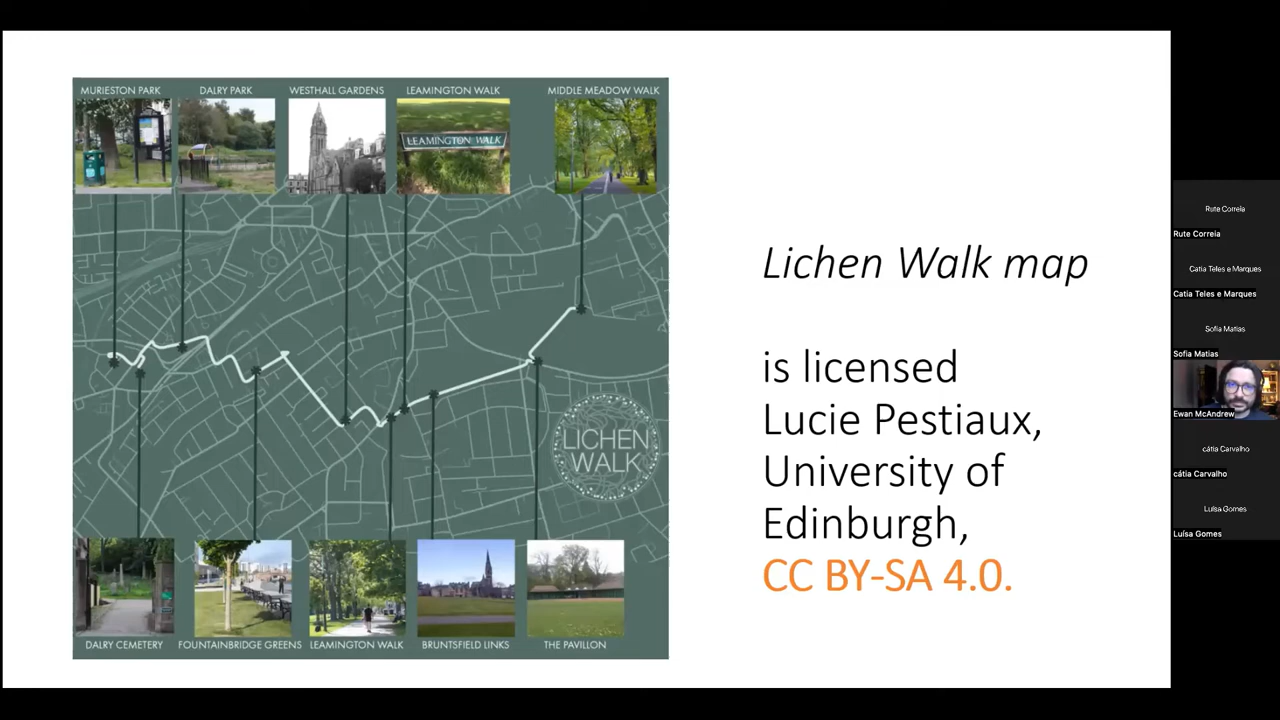 MURIESTON PARK
DALRY PARK
WESTHALL GARDENS
LEAMINGTON WALK
MIDDLE MEADOW WALK
LEAMINGTON WALK
LICHEN
WALK
DALRY CEMETERY
FOUNTAINBRIDGE GREENS
LEAMINGTON WALK
BRUNTSFIELD LINKS
THE PAVILLON
Lichen Walk map
is licensed
Lucie Pestiaux,
University of
Edinburgh,
CC BY-SA 4.0.
Rute Correia
Rute Correia
Catia Teles e Marques
Catia Teles e Marques
Sofia Matias
Sofia Matias
Ewan McAndrew
cátia Carvalho
cátia Carvalho
Luísa Gomes
Luísa Gomes